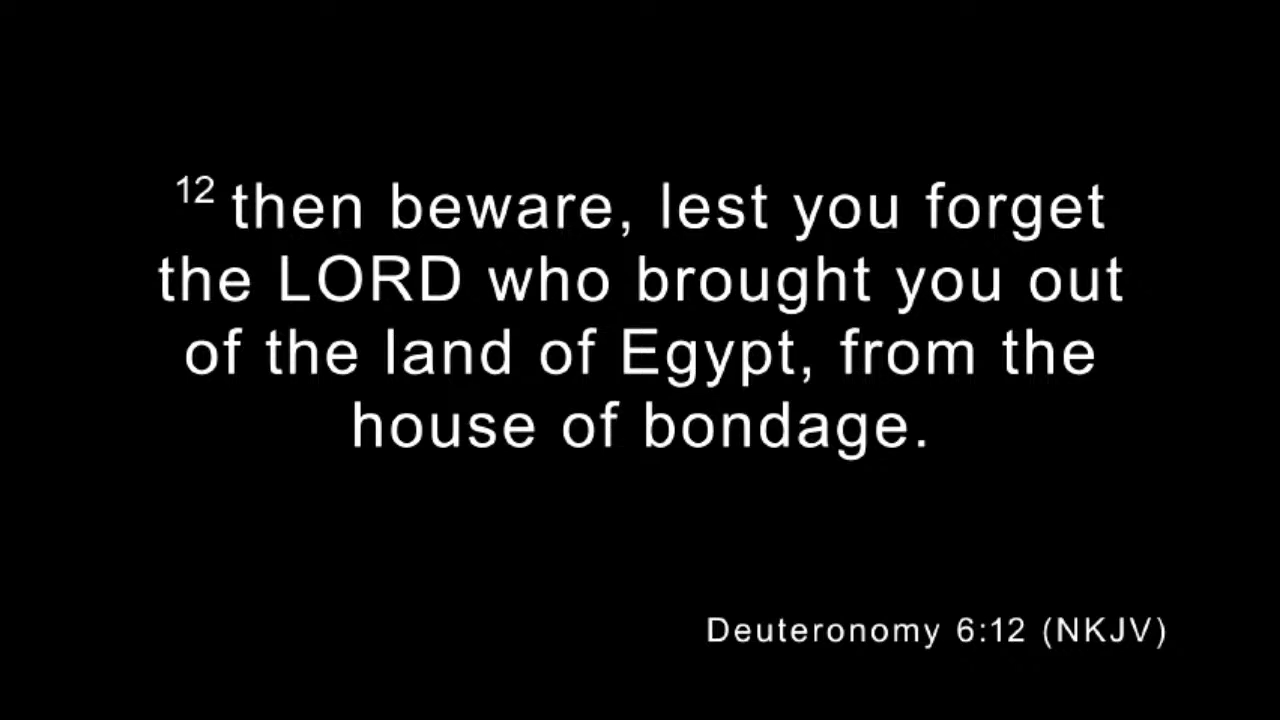 12 then beware, lest you forget
the LORD who brought you out
of the land of Egypt, from the
house of bondage.
Deuteronomy 6:12 (NKJV)